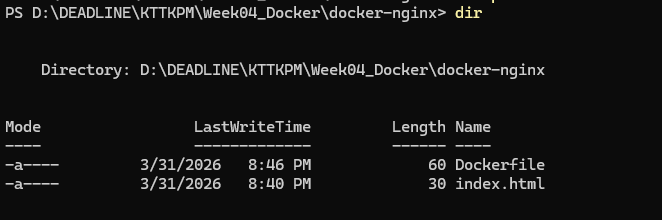 PS D:\DEADLINE\KTTKPM\Week04_Docker\docker-nginx> dir
Directory: D:\DEADLINE\KTTKPM\Week04_Docker\docker-nginx
Mode LastWriteTime Length Name
---- ------------- ------ ----
-a---- 3/31/2026 8:46 PM 60 Dockerfile
-a---- 3/31/2026 8:40 PM 30 index.html